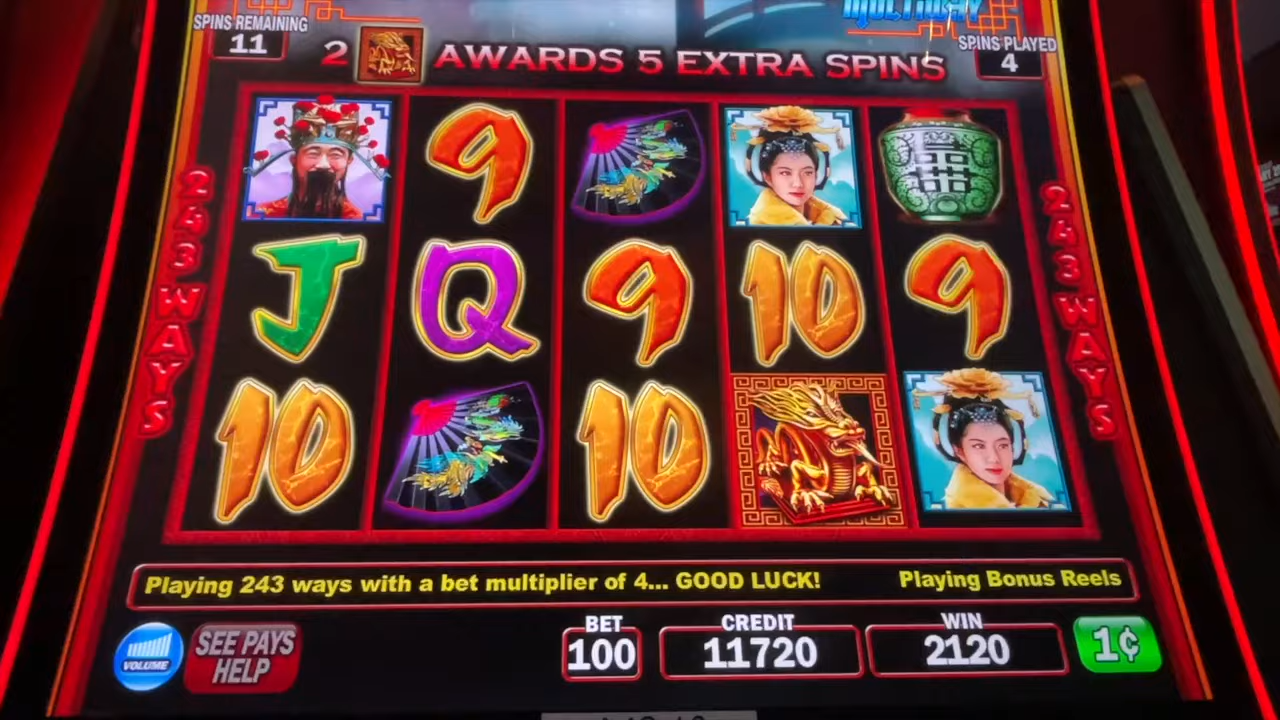 MULTIWAY
SPINS REMAINING
11
2 AWARDS 5 EXTRA SPINS
SPINS PLAYED
4
243 WAYS
9
J
Q
9
10
9
10
10
243 WAYS
Playing 243 ways with a bet multiplier of 4... GOOD LUCK!
Playing Bonus Reels
VOLUME
SEE PAYS
HELP
BET
100
CREDIT
11720
WIN
2120
1¢